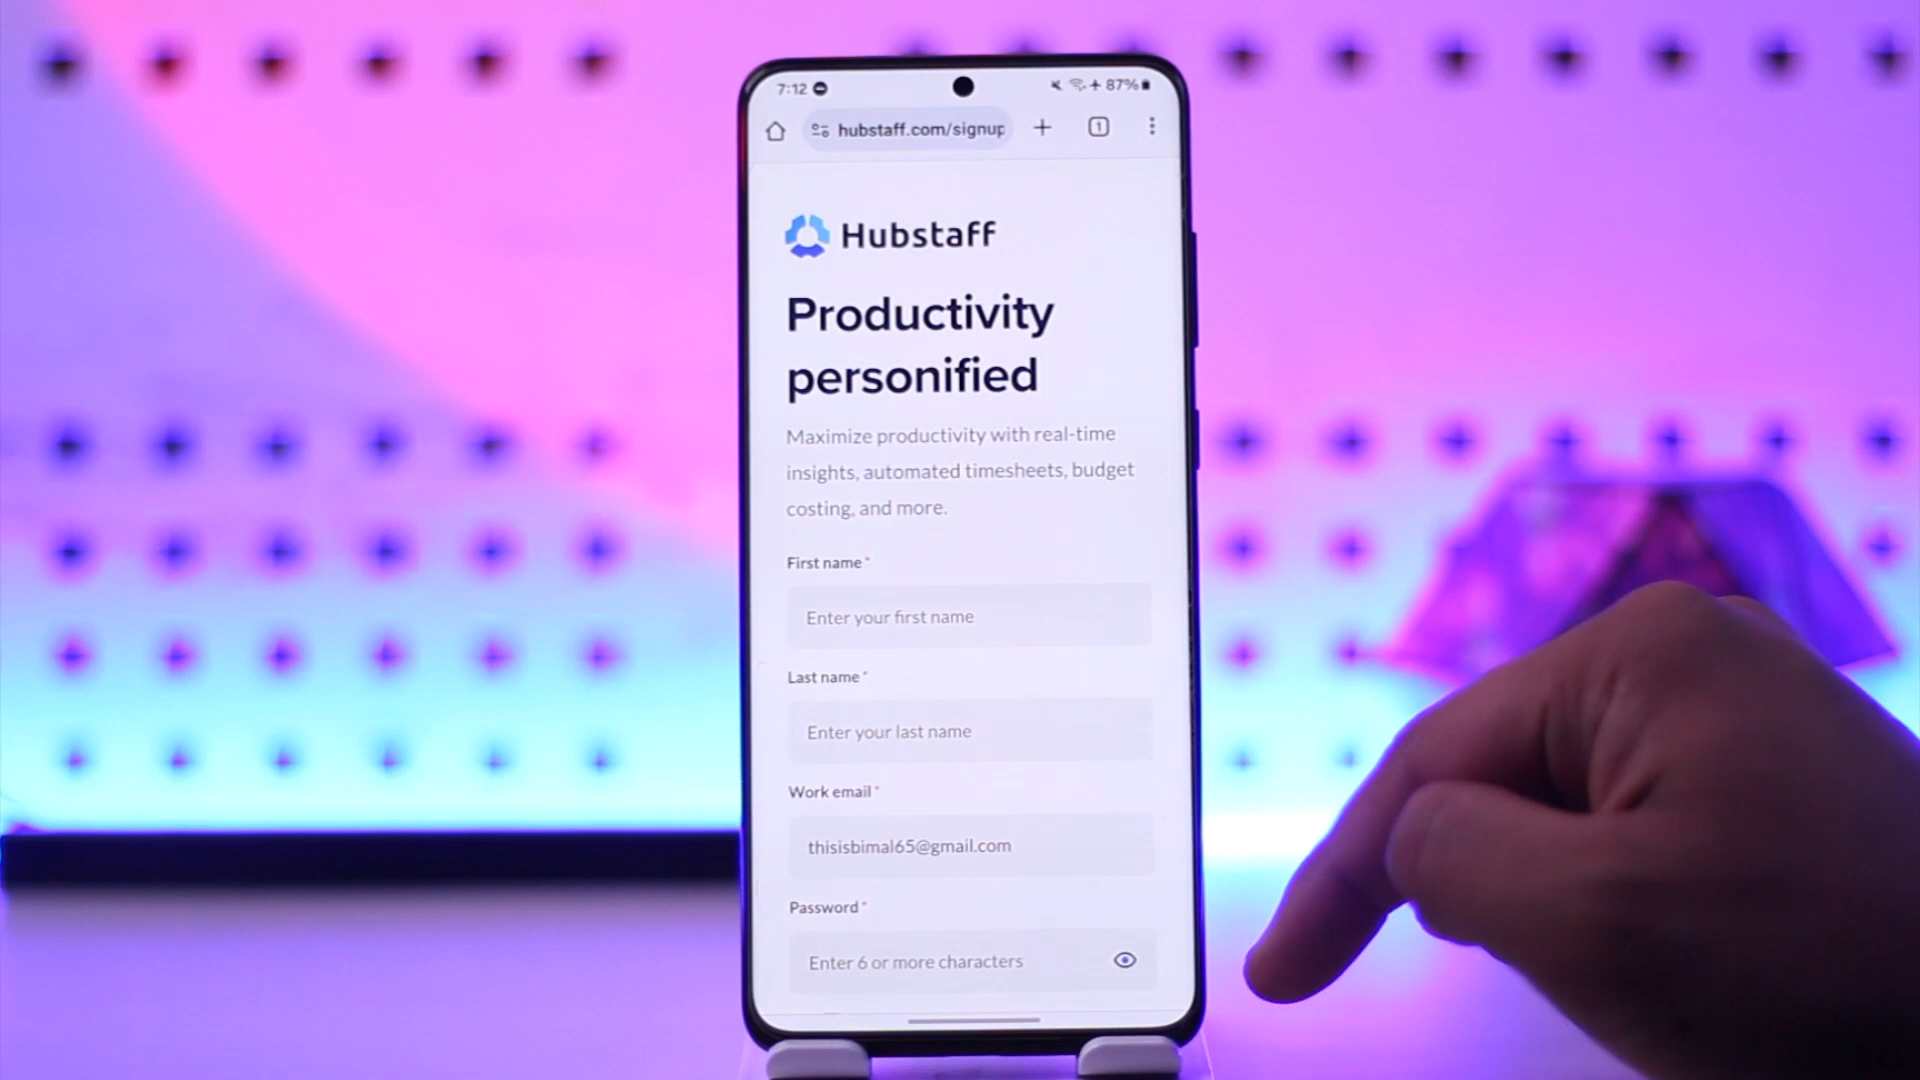 7:12
87%
hubstaff.com/signup
1
Hubstaff
Productivity
personified
Maximize productivity with real-time
insights, automated timesheets, budget
costing, and more.
First name*
Enter your first name
Last name*
Enter your last name
Work email*
thisisbimal65@gmail.com
Password*
Enter 6 or more characters